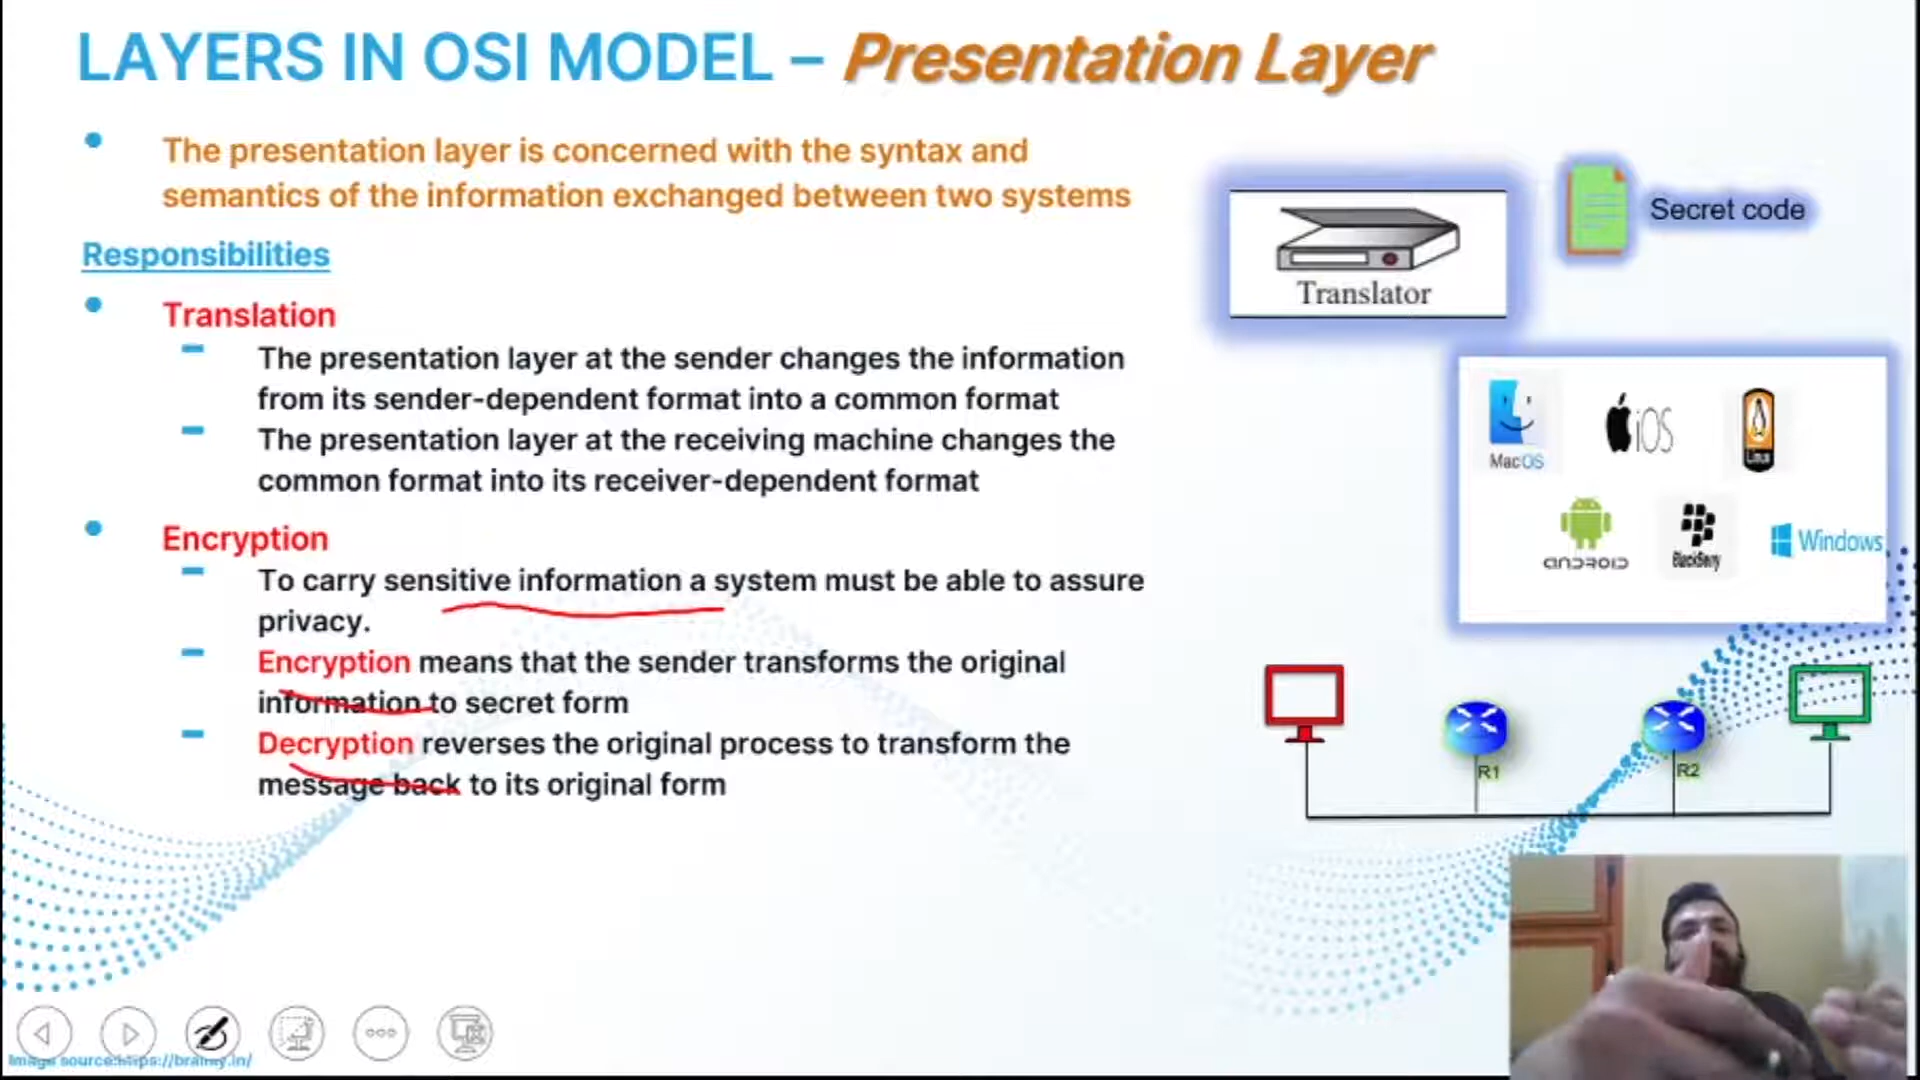 LAYERS IN OSI MODEL – Presentation Layer
• The presentation layer is concerned with the syntax and
semantics of the information exchanged between two systems
Responsibilities
• Translation
– The presentation layer at the sender changes the information
from its sender-dependent format into a common format
– The presentation layer at the receiving machine changes the
common format into its receiver-dependent format
• Encryption
– To carry sensitive information a system must be able to assure
privacy.
– Encryption means that the sender transforms the original
information to secret form
– Decryption reverses the original process to transform the
message back to its original form
Translator
Secret code
MacOS
iOS
Linux
ANDROID
BlackBerry
Windows
R1
R2
Image source:https://brainly.in/